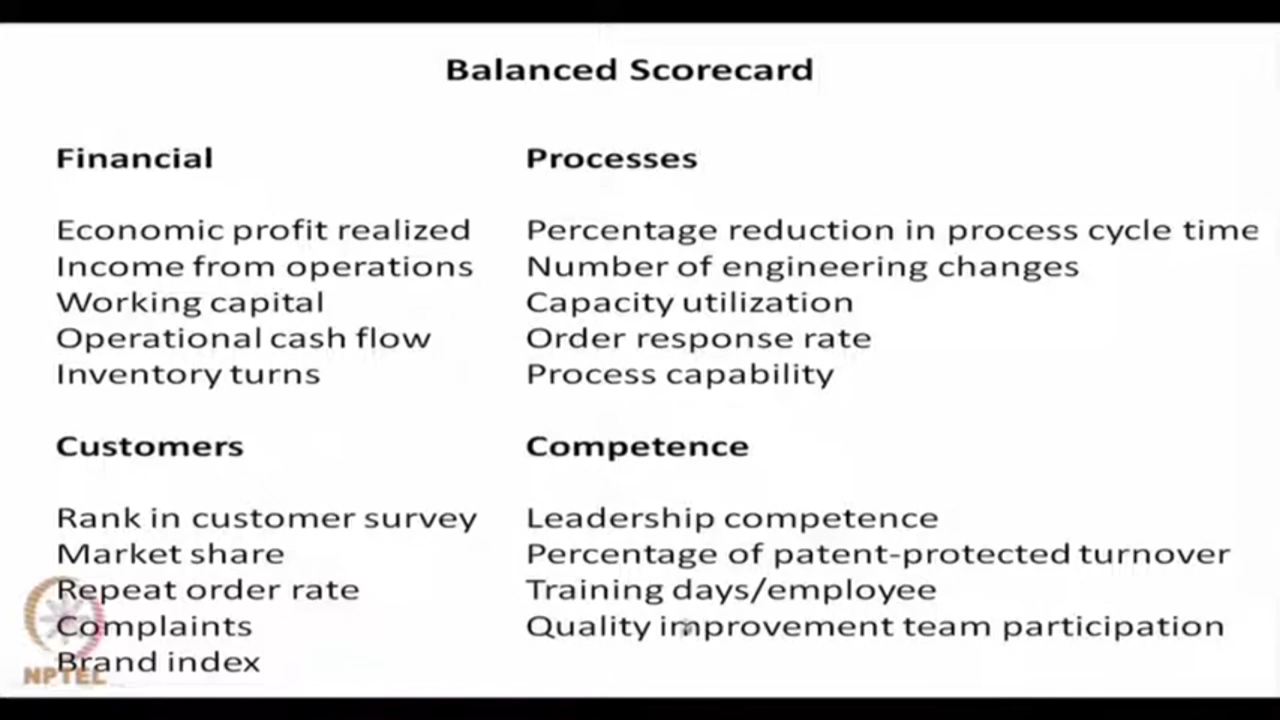 Balanced Scorecard
Financial
Economic profit realized
Income from operations
Working capital
Operational cash flow
Inventory turns
Processes
Percentage reduction in process cycle time
Number of engineering changes
Capacity utilization
Order response rate
Process capability
Customers
Rank in customer survey
Market share
Repeat order rate
Complaints
Brand index
Competence
Leadership competence
Percentage of patent-protected turnover
Training days/employee
Quality improvement team participation
NPTEL